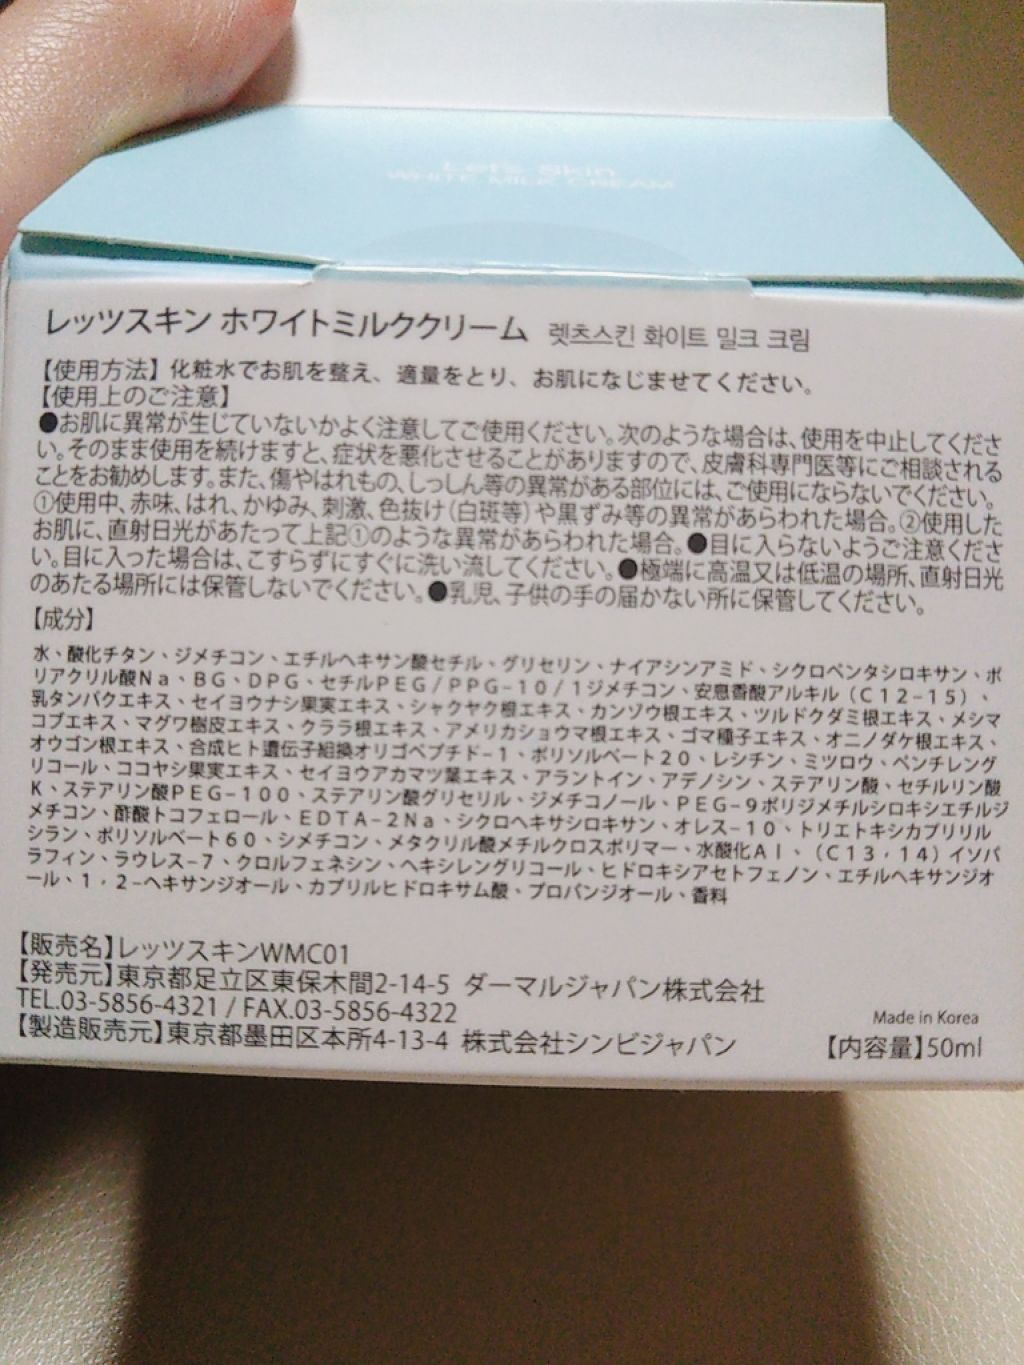 Let's Skin
WHITE MILK CREAM
レッツスキン ホワイトミルククリーム 렛츠스킨 화이트 밀크 크림
【使用方法】化粧水でお肌を整え、適量をとり、お肌になじませてください。
【使用上のご注意】
●お肌に異常が生じていないかよく注意してご使用ください。次のような場合は、使用を中止してくださ
い。そのまま使用を続けますと、症状を悪化させることがありますので、皮膚科専門医等にご相談される
ことをお勧めします。また、傷やはれもの、しっしん等の異常がある部位には、ご使用にならないでください。
①使用中、赤味、はれ、かゆみ、刺激、色抜け（白斑等）や黒ずみ等の異常があらわれた場合。②使用した
お肌に、直射日光があたって上記①のような異常があらわれた場合。●目に入らないようご注意くださ
い。目に入った場合は、こすらずにすぐに洗い流してください。●極端に高温又は低温の場所、直射日光
のあたる場所には保管しないでください。●乳児、子供の手の届かない所に保管してください。
【成分】
水、酸化チタン、ジメチコン、エチルヘキサン酸セチル、グリセリン、ナイアシンアミド、シクロペンタシロキサン、ポ
リアクリル酸Na、BG、DPG、セチルPEG/PPG-10/1ジメチコン、安息香酸アルキル（C12-15）、
乳タンパクエキス、セイヨウナシ果実エキス、シャクヤク根エキス、カンゾウ根エキス、ツルドクダミ根エキス、メシマ
コブエキス、マグワ樹皮エキス、クララ根エキス、アメリカショウマ根エキス、ゴマ種子エキス、オニノダケ根エキス、
オウゴン根エキス、合成ヒト遺伝子組換オリゴペプチド-1、ポリソルベート20、レシチン、ミツロウ、ペンチレング
リコール、ココヤシ果実エキス、セイヨウアカマツ葉エキス、アラントイン、アデノシン、ステアリン酸、セチルリン酸
K、ステアリン酸PEG-100、ステアリン酸グリセリル、ジメチコノール、PEG-9ポリジメチルシロキシエチルジ
メチコン、酢酸トコフェロール、EDTA-2Na、シクロヘキサシロキサン、オレス-10、トリエトキシカプリリル
シラン、ポリソルベート60、シメチコン、メタクリル酸メチルクロスポリマー、水酸化Al、（C13，14）イソパ
ラフィン、ラウレス-7、クロルフェネシン、ヘキシレングリコール、ヒドロキシアセトフェノン、エチルヘキサンジオ
ール、1，2-ヘキサンジオール、カプリルヒドロキサム酸、プロパンジオール、香料
【販売名】レッツスキンWMC01
【発売元】東京都足立区東保木間2-14-5 ダーマルジャパン株式会社
TEL.03-5856-4321 / FAX.03-5856-4322
【製造販売元】東京都墨田区本所4-13-4 株式会社シンビジャパン
Made in Korea
【内容量】50ml